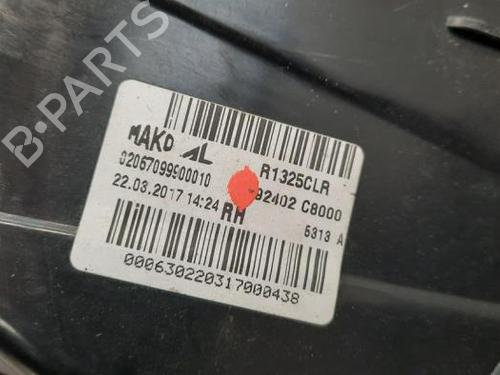 B-PARTS
MAKO AL
R1325CLR
02067099900010
92402 C8000
22.03.2017 14:24
RH
5313 A
000630220317000438